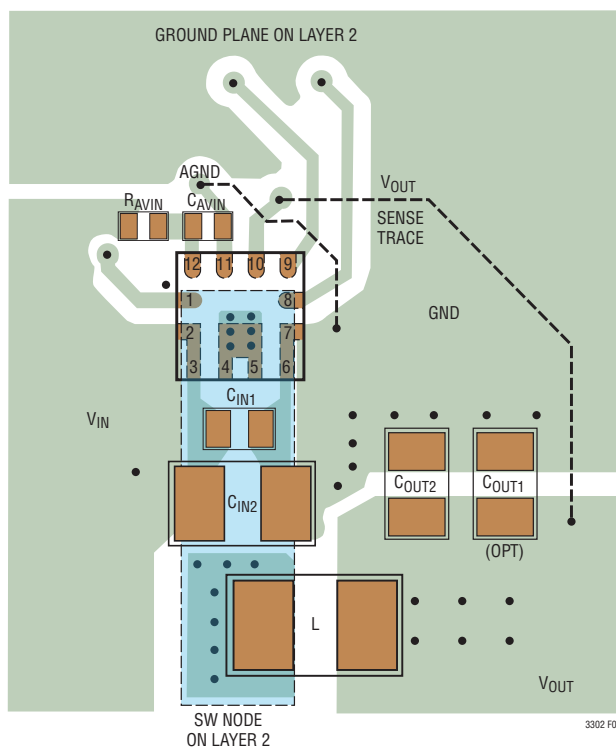 GROUND PLANE ON LAYER 2
AGND
VOUT
SENSE
TRACE
RAVIN
CAVIN
12
11
10
9
1
8
2
7
3
4
5
6
GND
CIN1
VIN
CIN2
COUT2
COUT1
(OPT)
L
VOUT
SW NODE
ON LAYER 2
3302 F0